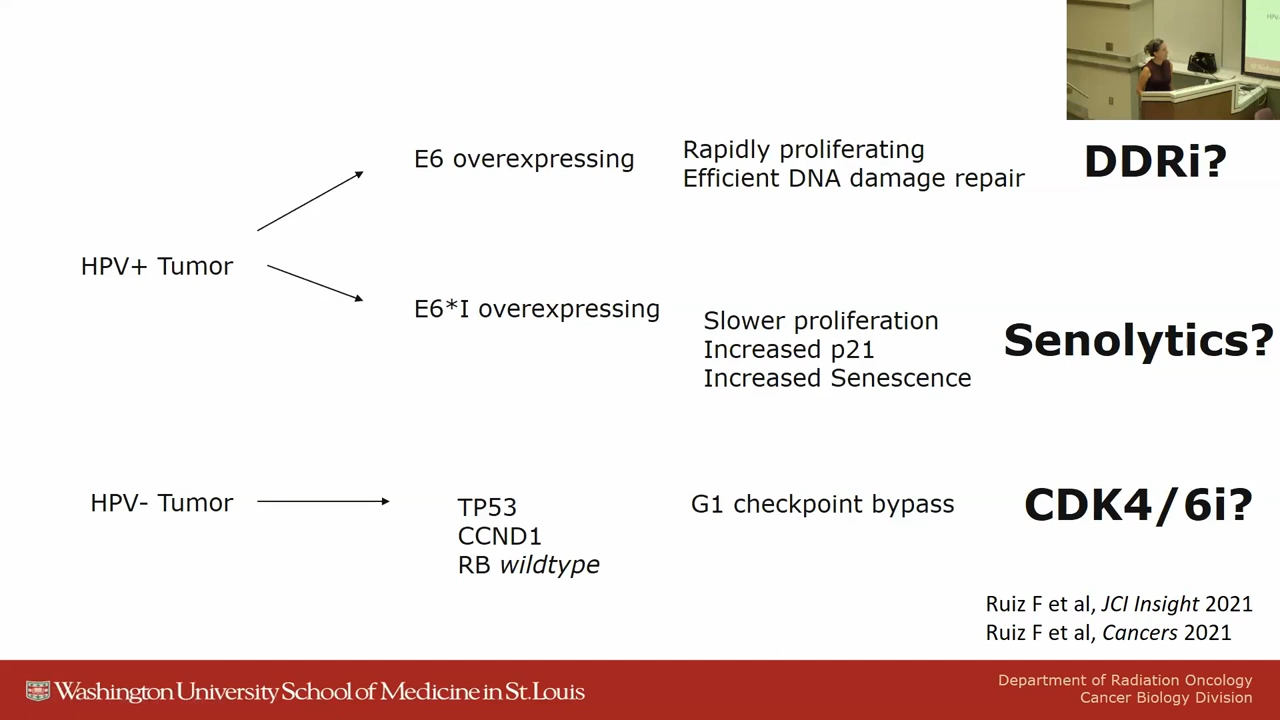 E6 overexpressing
Rapidly proliferating
Efficient DNA damage repair
DDRi?
HPV+ Tumor
E6*I overexpressing
Slower proliferation
Increased p21
Increased Senescence
Senolytics?
HPV- Tumor
TP53
CCND1
RB wildtype
G1 checkpoint bypass
CDK4/6i?
Ruiz F et al, JCI Insight 2021
Ruiz F et al, Cancers 2021
Washington University School of Medicine in St. Louis
Department of Radiation Oncology
Cancer Biology Division